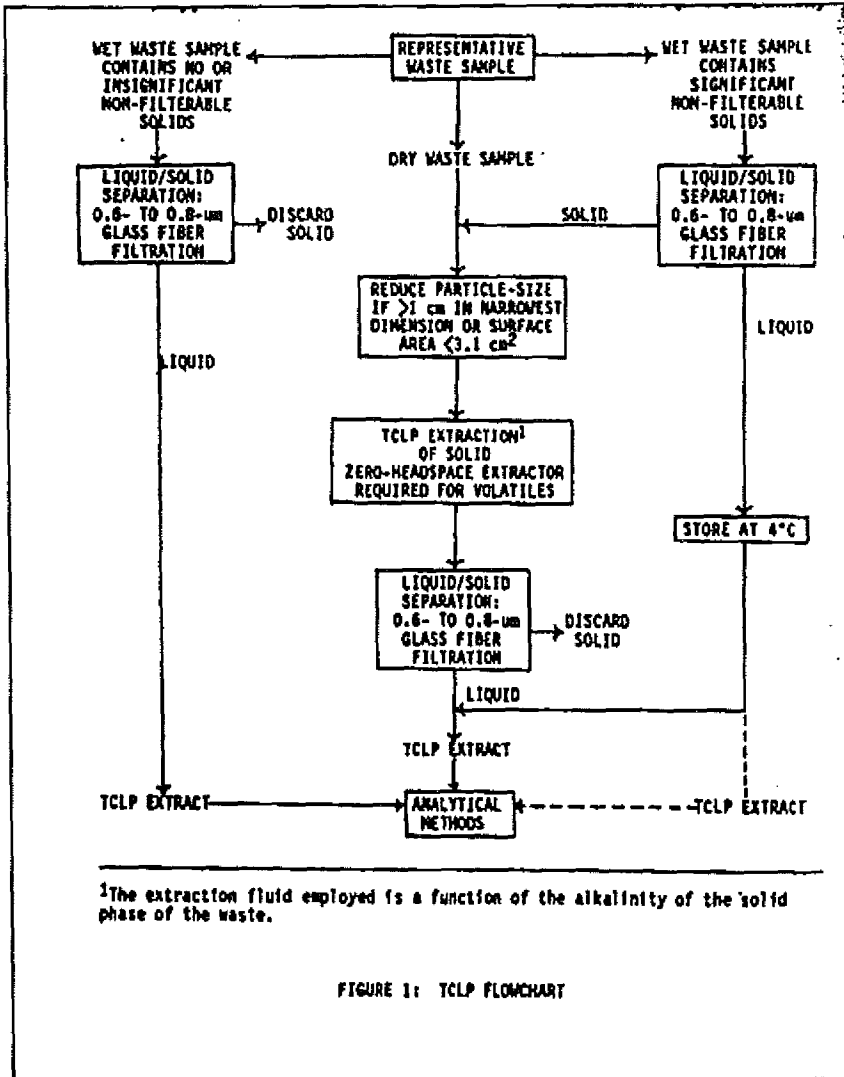 WET WASTE SAMPLE
CONTAINS NO OR
INSIGNIFICANT
NON-FILTERABLE
SOLIDS
REPRESENTATIVE
WASTE SAMPLE
WET WASTE SAMPLE
CONTAINS
SIGNIFICANT
NON-FILTERABLE
SOLIDS
DRY WASTE SAMPLE
LIQUID/SOLID
SEPARATION:
0.6- TO 0.8-um
GLASS FIBER
FILTRATION
DISCARD
SOLID
SOLID
LIQUID/SOLID
SEPARATION:
0.6- TO 0.8-um
GLASS FIBER
FILTRATION
REDUCE PARTICLE-SIZE
IF >1 cm IN NARROWEST
DIMENSION OR SURFACE
AREA <3.1 cm²
LIQUID
LIQUID
TCLP EXTRACTION¹
OF SOLID
ZERO-HEADSPACE EXTRACTOR
REQUIRED FOR VOLATILES
STORE AT 4°C
LIQUID/SOLID
SEPARATION:
0.6- TO 0.8-um
GLASS FIBER
FILTRATION
DISCARD
SOLID
LIQUID
TCLP EXTRACT
TCLP EXTRACT
ANALYTICAL
METHODS
TCLP EXTRACT
¹The extraction fluid employed is a function of the alkalinity of the solid
phase of the waste.
FIGURE 1: TCLP FLOWCHART